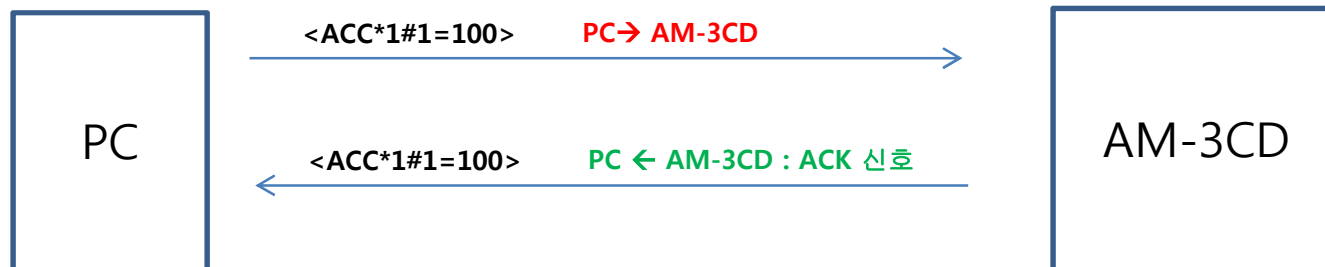 <ACC*1#1=100> PC→ AM-3CD
PC
AM-3CD
<ACC*1#1=100> PC ← AM-3CD : ACK 신호